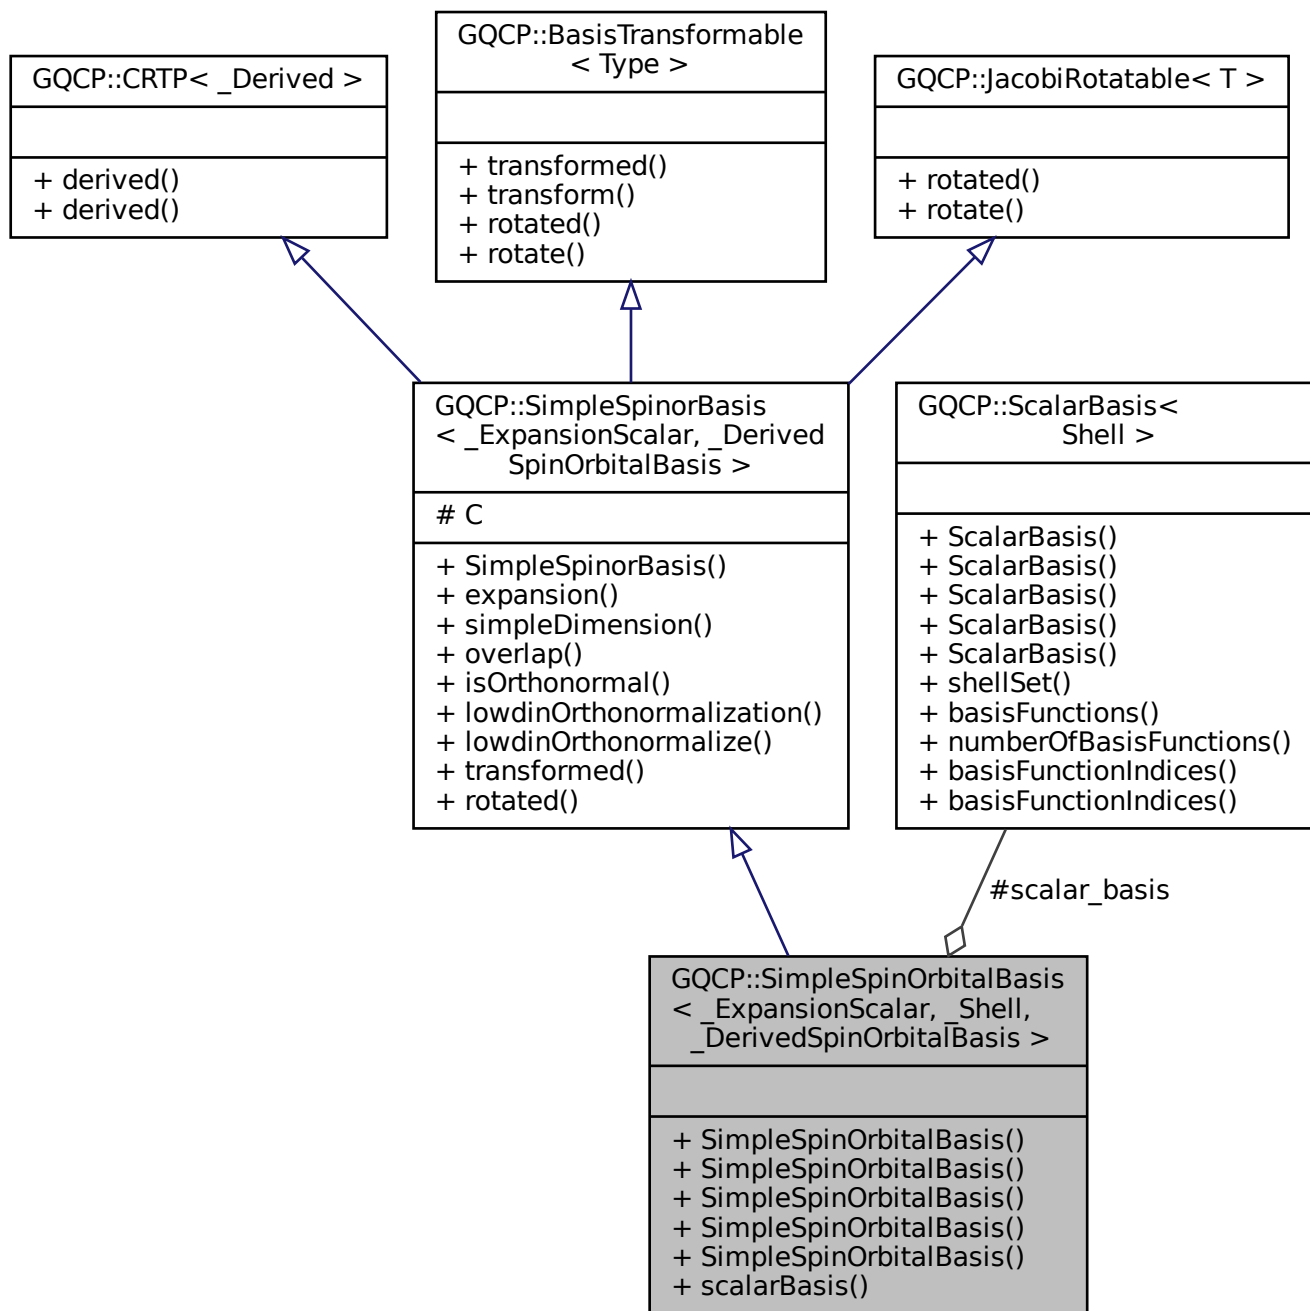 GQCP::CRTP< _Derived >
+ derived()
+ derived()
GQCP::BasisTransformable
< Type >
+ transformed()
+ transform()
+ rotated()
+ rotate()
GQCP::JacobiRotatable< T >
+ rotated()
+ rotate()
GQCP::SimpleSpinorBasis
< _ExpansionScalar, _Derived
SpinOrbitalBasis >
# C
+ SimpleSpinorBasis()
+ expansion()
+ simpleDimension()
+ overlap()
+ isOrthonormal()
+ lowdinOrthonormalization()
+ lowdinOrthonormalize()
+ transformed()
+ rotated()
GQCP::ScalarBasis<
Shell >
+ ScalarBasis()
+ ScalarBasis()
+ ScalarBasis()
+ ScalarBasis()
+ ScalarBasis()
+ shellSet()
+ basisFunctions()
+ numberOfBasisFunctions()
+ basisFunctionIndices()
+ basisFunctionIndices()
#scalar_basis
GQCP::SimpleSpinOrbitalBasis
< _ExpansionScalar, _Shell,
_DerivedSpinOrbitalBasis >
+ SimpleSpinOrbitalBasis()
+ SimpleSpinOrbitalBasis()
+ SimpleSpinOrbitalBasis()
+ SimpleSpinOrbitalBasis()
+ SimpleSpinOrbitalBasis()
+ scalarBasis()